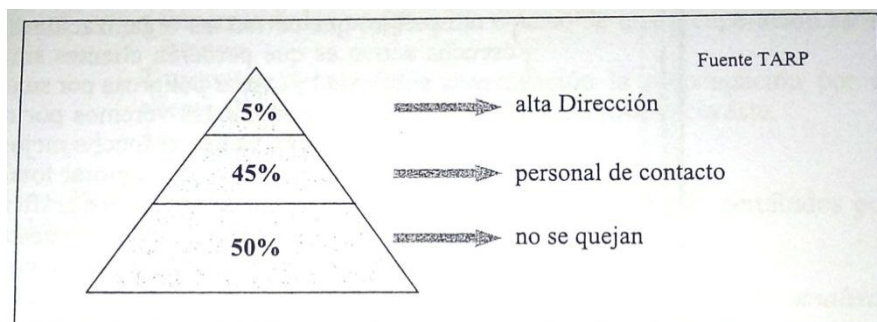 Fuente TARP
5% alta Dirección
45% personal de contacto
50% no se quejan